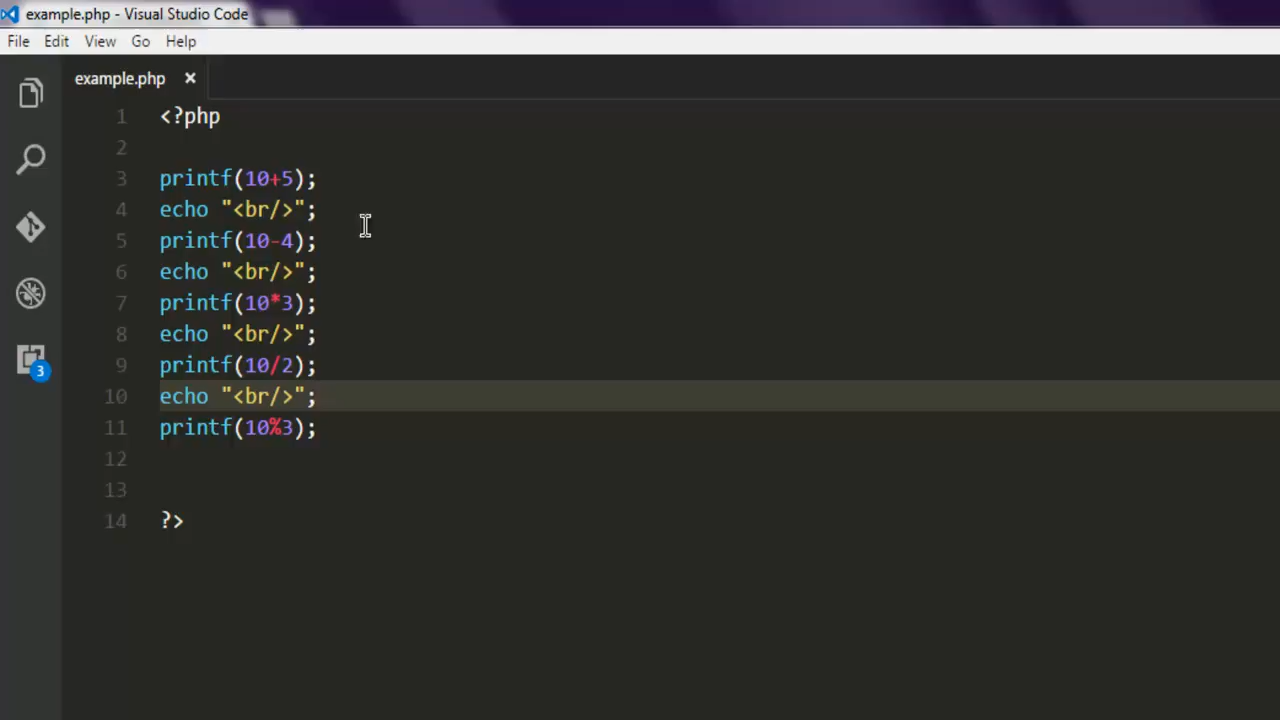 example.php - Visual Studio Code
File Edit View Go Help
example.php ×
1 <?php
2
3 printf(10+5);
4 echo "<br/>";
5 printf(10-4);
6 echo "<br/>";
7 printf(10*3);
8 echo "<br/>";
9 printf(10/2);
10 echo "<br/>";
11 printf(10%3);
12
13
14 ?>
3